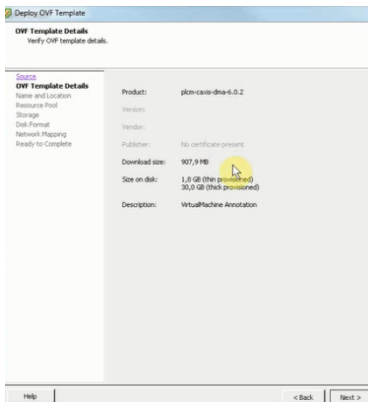 Deploy OVF Template
OVF Template Details
Verify OVF template details.
Source
OVF Template Details
Name and Location
Resource Pool
Storage
Disk Format
Network Mapping
Ready to Complete
Product: plcm-caxis-dma-6.0.2
Version:
Vendor:
Publisher: No certificate present
Download size: 907,9 MB
Size on disk: 1,8 GB (thin provisioned)
30,0 GB (thick provisioned)
Description: VirtualMachine Annotation
Help
< Back
Next >